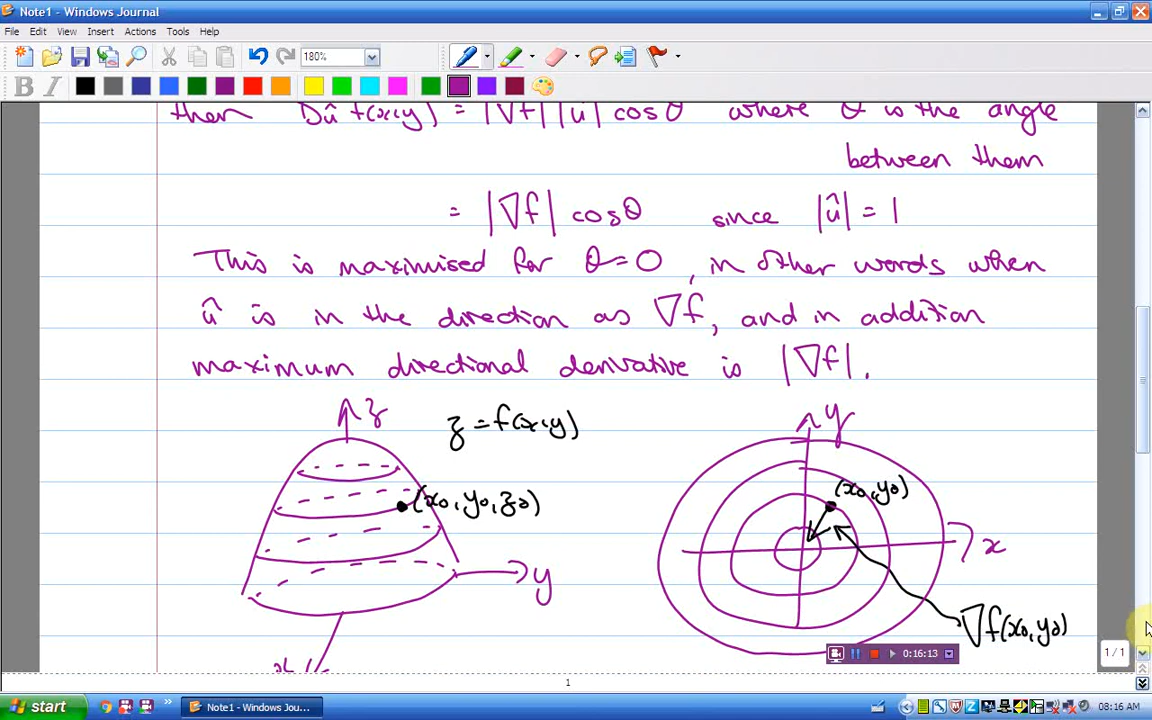 Note1 - Windows Journal
File Edit View Insert Actions Tools Help
180%
B I
then Dû f(x,y) = |∇f| |û| cosθ where θ is the angle
between them
= |∇f| cosθ since |û| = 1
This is maximised for θ=0, in other words when
û is in the direction as ∇f, and in addition
maximum directional derivative is |∇f|.
z
z = f(x,y)
y
(x0, y0, z0)
(x0, y0)
x
y
∇f(x0, y0)
x
0:16:13
1 / 1
1
start
Note1 - Windows Jou...
08:16 AM